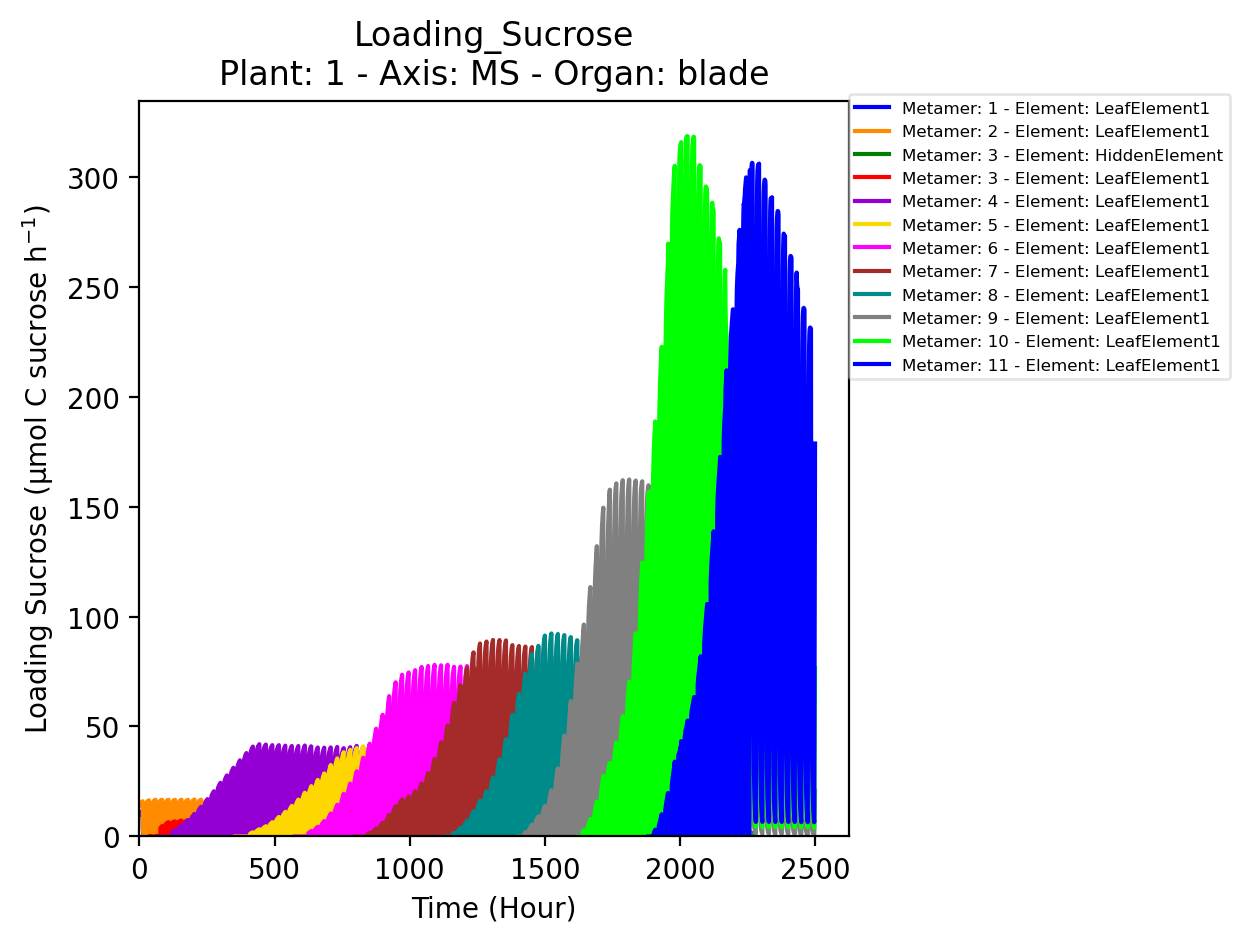 Loading_Sucrose
Plant: 1 - Axis: MS - Organ: blade
Metamer: 1 - Element: LeafElement1
Metamer: 2 - Element: LeafElement1
Metamer: 3 - Element: HiddenElement
Metamer: 3 - Element: LeafElement1
Metamer: 4 - Element: LeafElement1
Metamer: 5 - Element: LeafElement1
Metamer: 6 - Element: LeafElement1
Metamer: 7 - Element: LeafElement1
Metamer: 8 - Element: LeafElement1
Metamer: 9 - Element: LeafElement1
Metamer: 10 - Element: LeafElement1
Metamer: 11 - Element: LeafElement1
Loading Sucrose (µmol C sucrose h⁻¹)
300
250
200
150
100
50
0
0 500 1000 1500 2000 2500
Time (Hour)